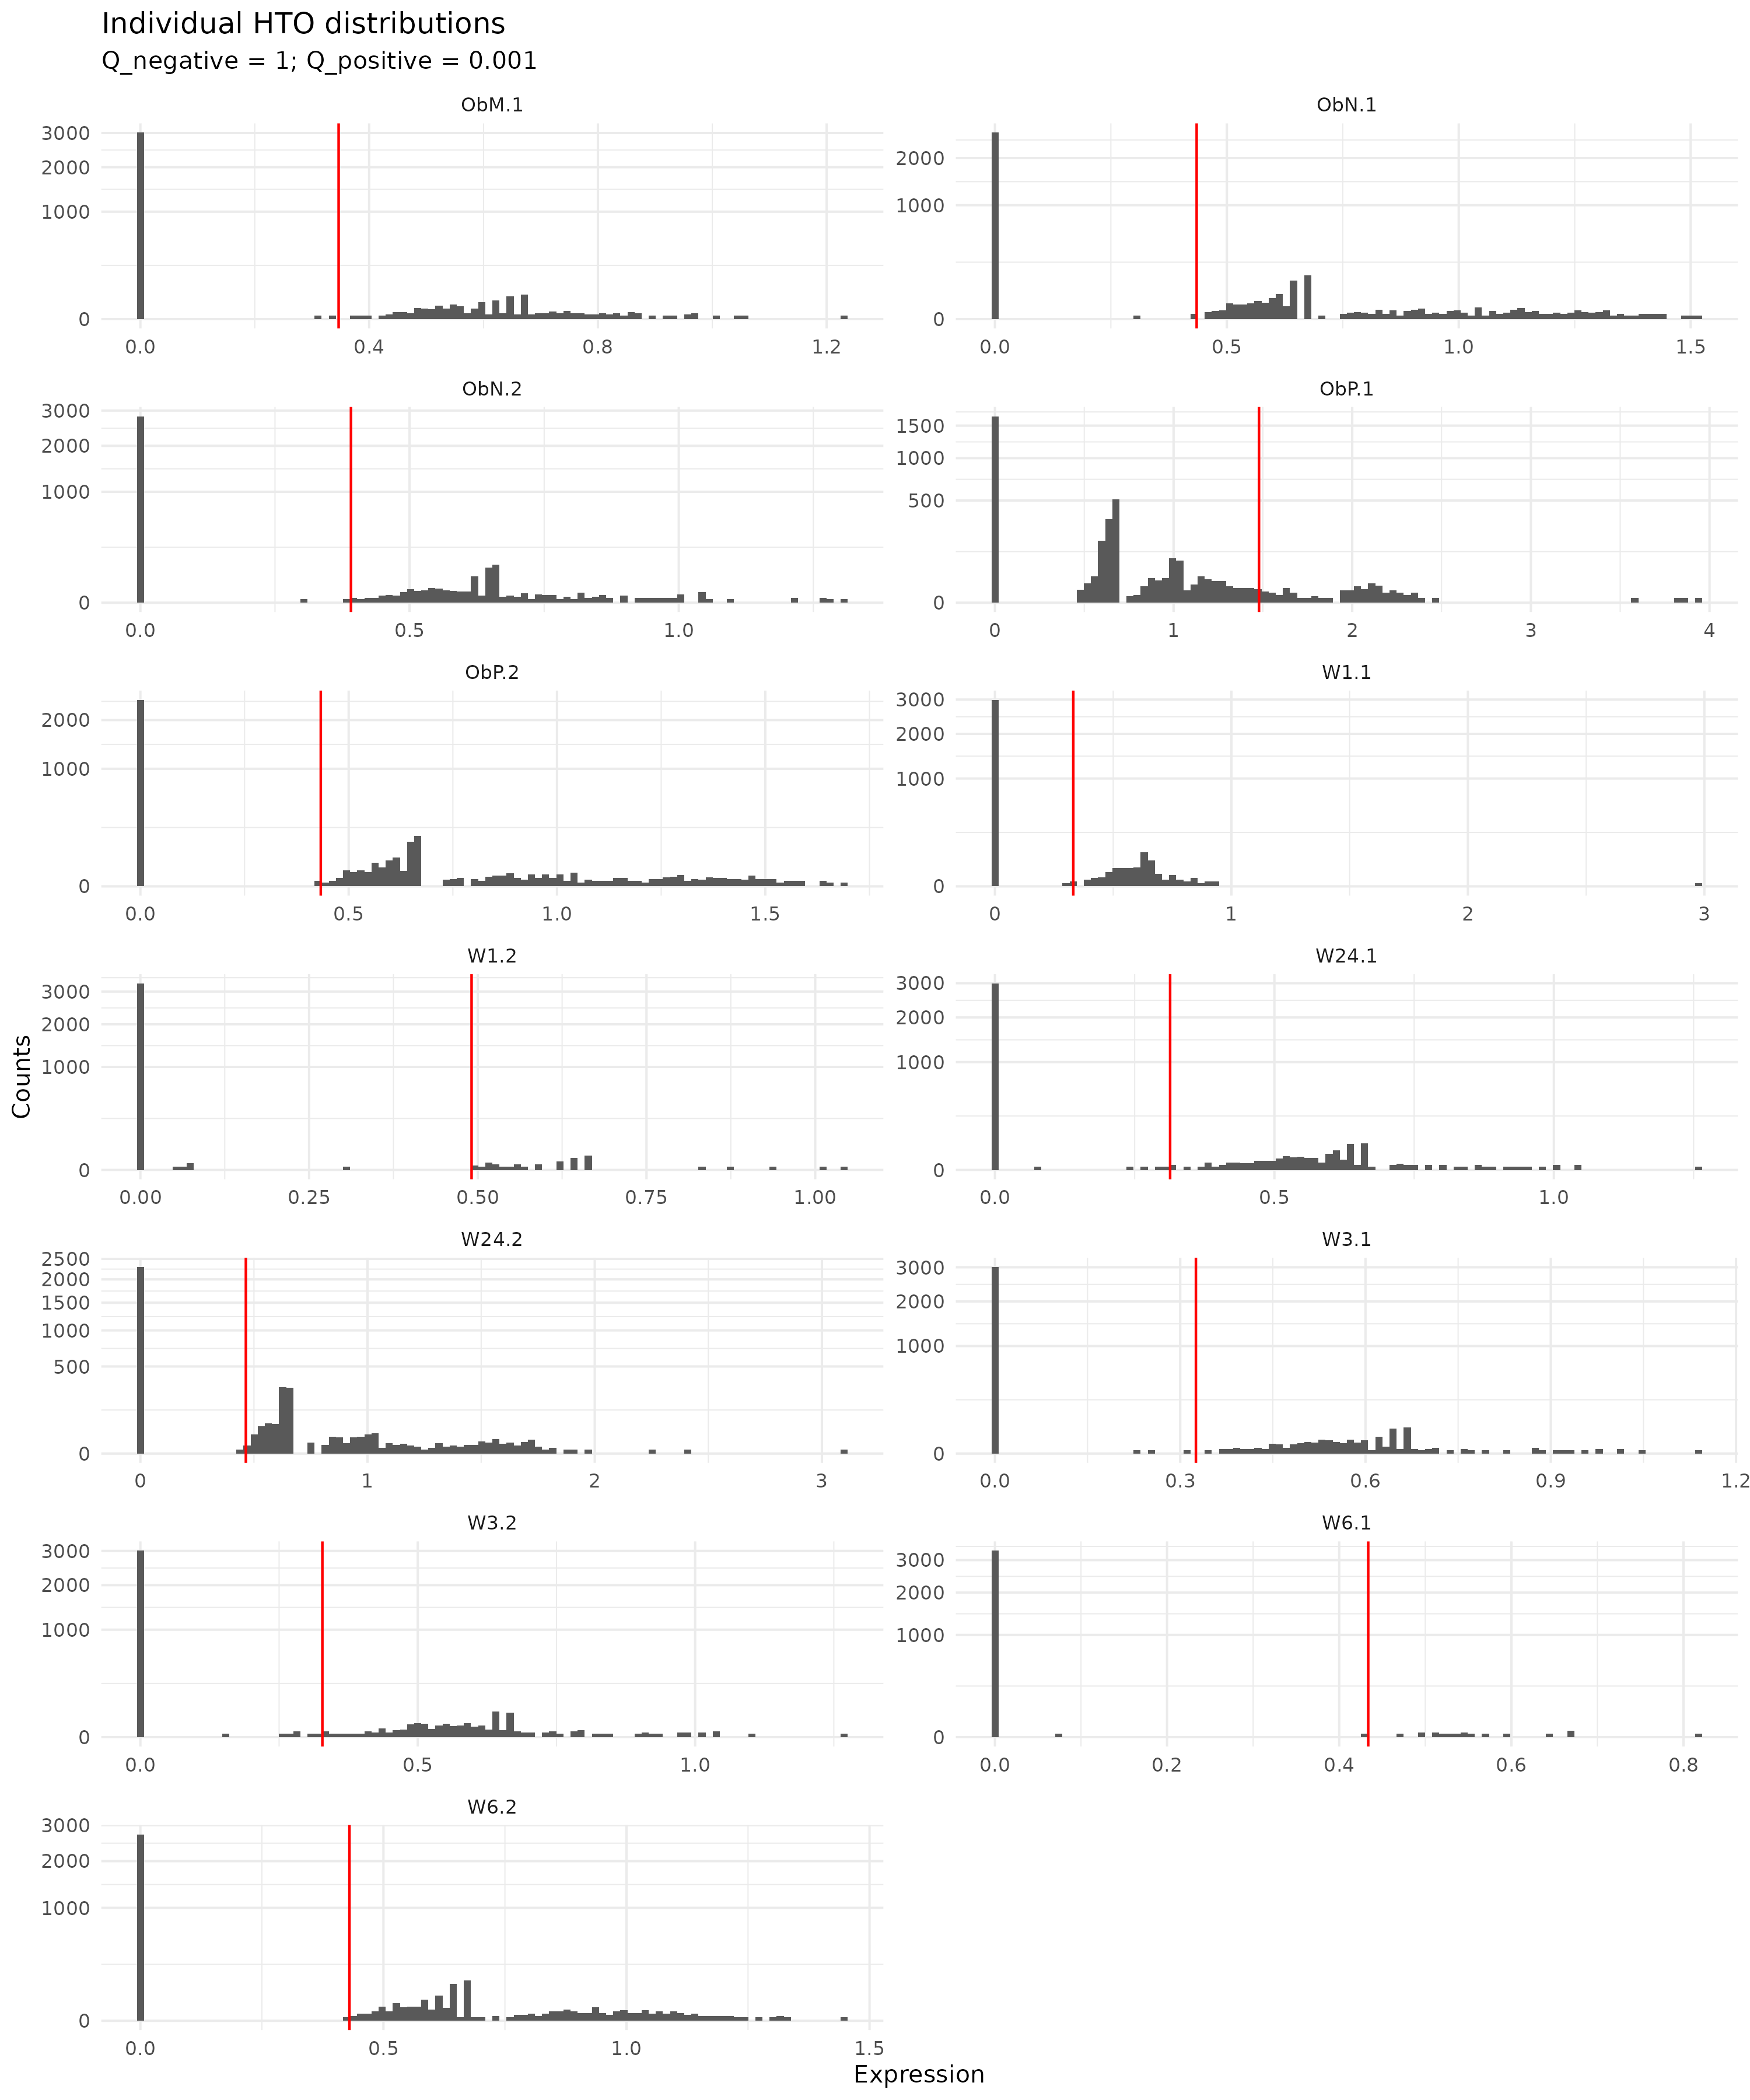 Individual HTO distributions
Q_negative = 1; Q_positive = 0.001
ObM.1
3000
2000
1000
0
0.0 0.4 0.8 1.2
ObN.1
2000
1000
0
0.0 0.5 1.0 1.5
ObN.2
3000
2000
1000
0
0.0 0.5 1.0
ObP.1
1500
1000
500
0
0 1 2 3 4
ObP.2
2000
1000
0
0.0 0.5 1.0 1.5
W1.1
3000
2000
1000
0
0 1 2 3
W1.2
3000
2000
1000
0
0.00 0.25 0.50 0.75 1.00
W24.1
3000
2000
1000
0
0.0 0.5 1.0
W24.2
2500
2000
1500
1000
500
0
0 1 2 3
W3.1
3000
2000
1000
0
0.0 0.3 0.6 0.9 1.2
W3.2
3000
2000
1000
0
0.0 0.5 1.0
W6.1
3000
2000
1000
0
0.0 0.2 0.4 0.6 0.8
W6.2
3000
2000
1000
0
0.0 0.5 1.0 1.5
Counts
Expression